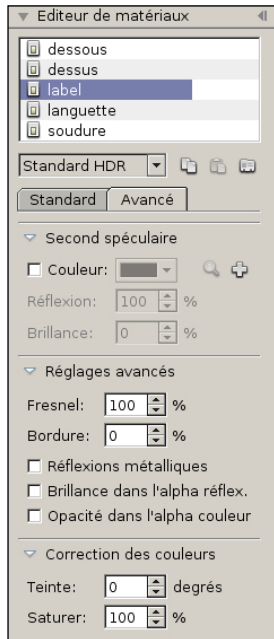 Editeur de matériaux
dessous
dessus
label
languette
soudure
Standard HDR
Standard Avancé
Second spéculaire
Couleur:
Réflexion: 100 %
Brillance: 0 %
Réglages avancés
Fresnel: 100 %
Bordure: 0 %
Réflexions métalliques
Brillance dans l'alpha réflex.
Opacité dans l'alpha couleur
Correction des couleurs
Teinte: 0 degrés
Saturer: 100 %